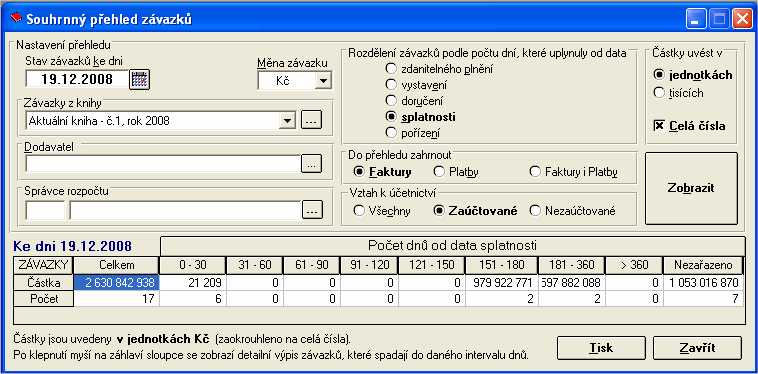 Souhrnný přehled závazků
Nastavení přehledu
Stav závazků ke dni
19.12.2008
Měna závazku
Kč
Závazky z knihy
Aktuální kniha - č.1, rok 2008
...
Dodavatel
...
Správce rozpočtu
...
Rozdělení závazků podle počtu dní, které uplynuly od data
zdanitelného plnění
vystavení
doručení
splatnosti
pořízení
Do přehledu zahrnout
Faktury Platby Faktury i Platby
Vztah k účetnictví
Všechny Zaúčtované Nezaúčtované
Částky uvést v
jednotkách
tisících
Celá čísla
Zobrazit
Ke dni 19.12.2008 Počet dnů od data splatnosti
ZÁVAZKY Celkem 0 - 30 31 - 60 61 - 90 91 - 120 121 - 150 151 - 180 181 - 360 > 360 Nezařazeno
Částka 2 630 842 938 21 209 0 0 0 0 979 922 771 597 882 088 0 1 053 016 870
Počet 17 6 0 0 0 0 2 2 0 7
Částky jsou uvedeny v jednotkách Kč (zaokrouhleno na celá čísla).
Po klepnutí myší na záhlaví sloupce se zobrazí detailní výpis závazků, které spadají do daného intervalu dnů.
Tisk Zavřít